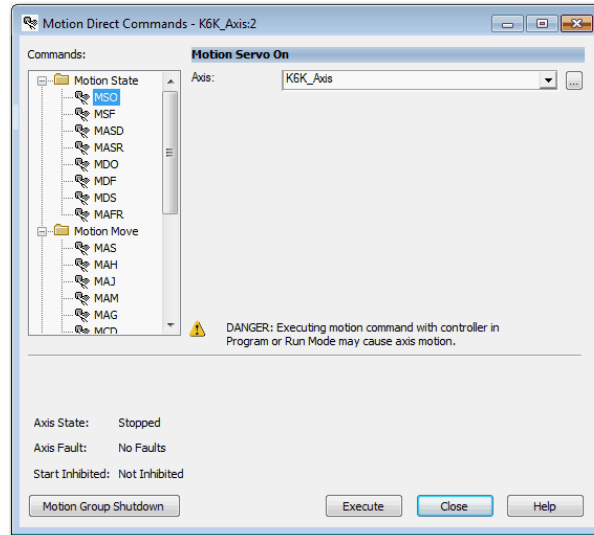 Motion Direct Commands - K6K_Axis:2
Commands:
Motion Servo On
Motion State
MSO
MSF
MASD
MASR
MDO
MDF
MDS
MAFR
Motion Move
MAS
MAH
MAJ
MAM
MAG
MCD
Axis:
K6K_Axis
...
DANGER: Executing motion command with controller in
Program or Run Mode may cause axis motion.
Axis State: Stopped
Axis Fault: No Faults
Start Inhibited: Not Inhibited
Motion Group Shutdown
Execute
Close
Help